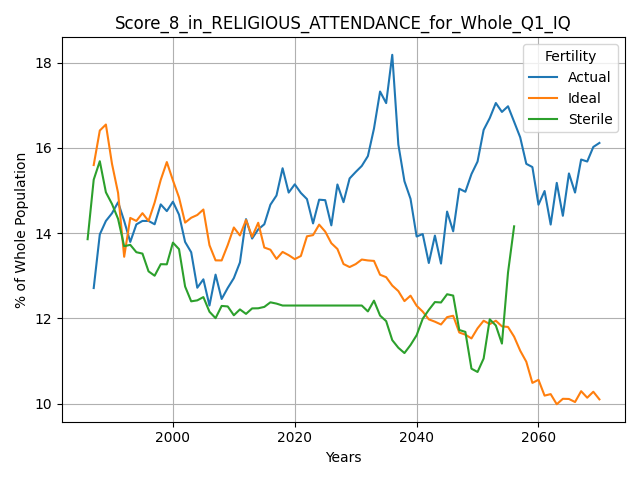 Score_8_in_RELIGIOUS_ATTENDANCE_for_Whole_Q1_IQ
Fertility
Actual
Ideal
Sterile
% of Whole Population
18
16
14
12
10
2000 2020 2040 2060
Years